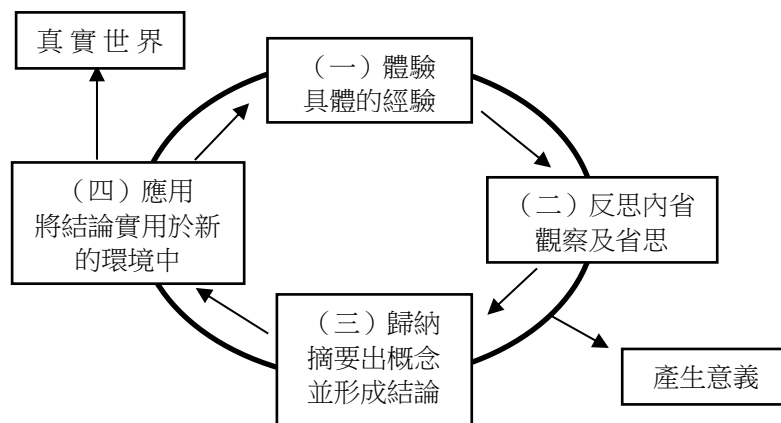 真實世界
（一）體驗
具體的經驗
（二）反思內省
觀察及省思
（三）歸納
摘要出概念
並形成結論
（四）應用
將結論實用於新
的環境中
產生意義